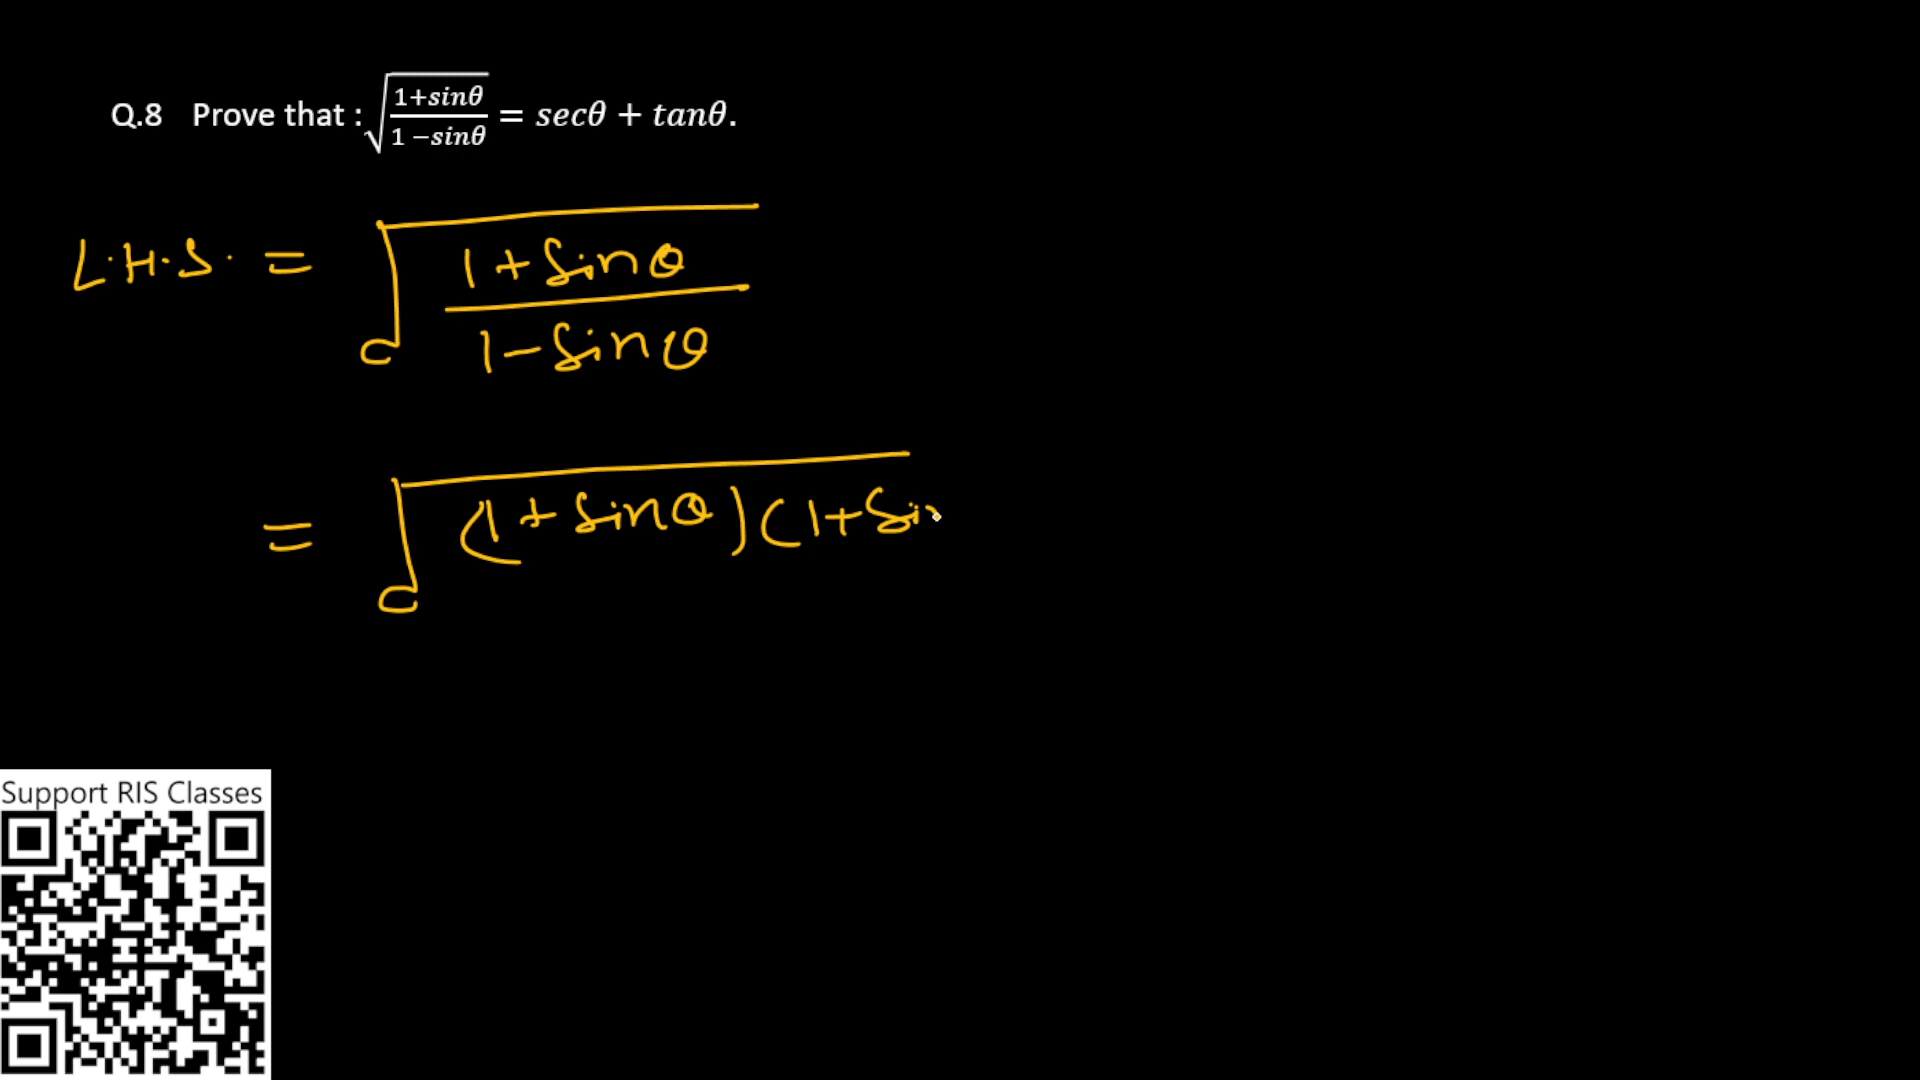 Q.8 Prove that : √(1+sinθ / 1 −sinθ) = secθ + tanθ.
L.H.S. = √(1+sinθ / 1-sinθ)
= √(1+sinθ)(1+si
Support RIS Classes